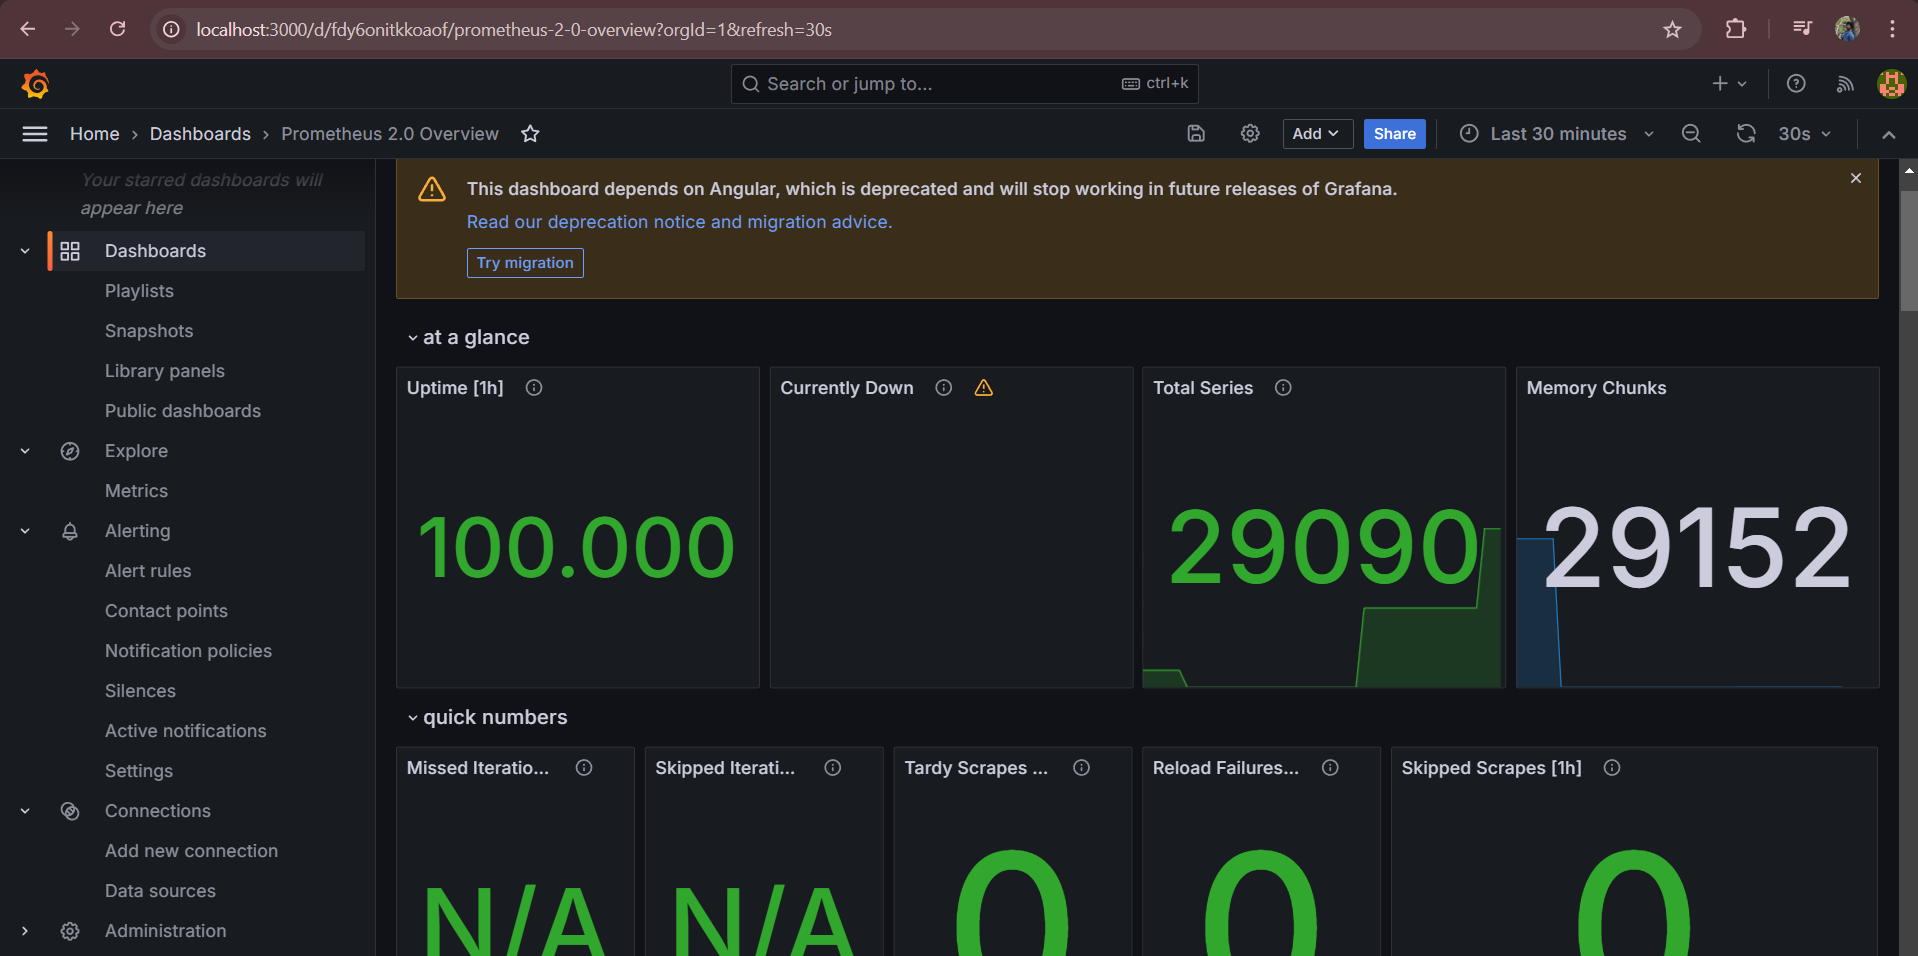 localhost:3000/d/fdy6onitkkoaof/prometheus-2-0-overview?orgId=1&refresh=30s
Search or jump to...
ctrl+k
Home › Dashboards › Prometheus 2.0 Overview
Add
Share
Last 30 minutes
30s
Your starred dashboards will
appear here
Dashboards
Playlists
Snapshots
Library panels
Public dashboards
Explore
Metrics
Alerting
Alert rules
Contact points
Notification policies
Silences
Active notifications
Settings
Connections
Add new connection
Data sources
Administration
This dashboard depends on Angular, which is deprecated and will stop working in future releases of Grafana.
Read our deprecation notice and migration advice.
Try migration
at a glance
Uptime [1h]
100.000
Currently Down
Total Series
29090
Memory Chunks
29152
quick numbers
Missed Iteratio...
N/A
Skipped Iterati...
N/A
Tardy Scrapes ...
0
Reload Failures...
0
Skipped Scrapes [1h]
0